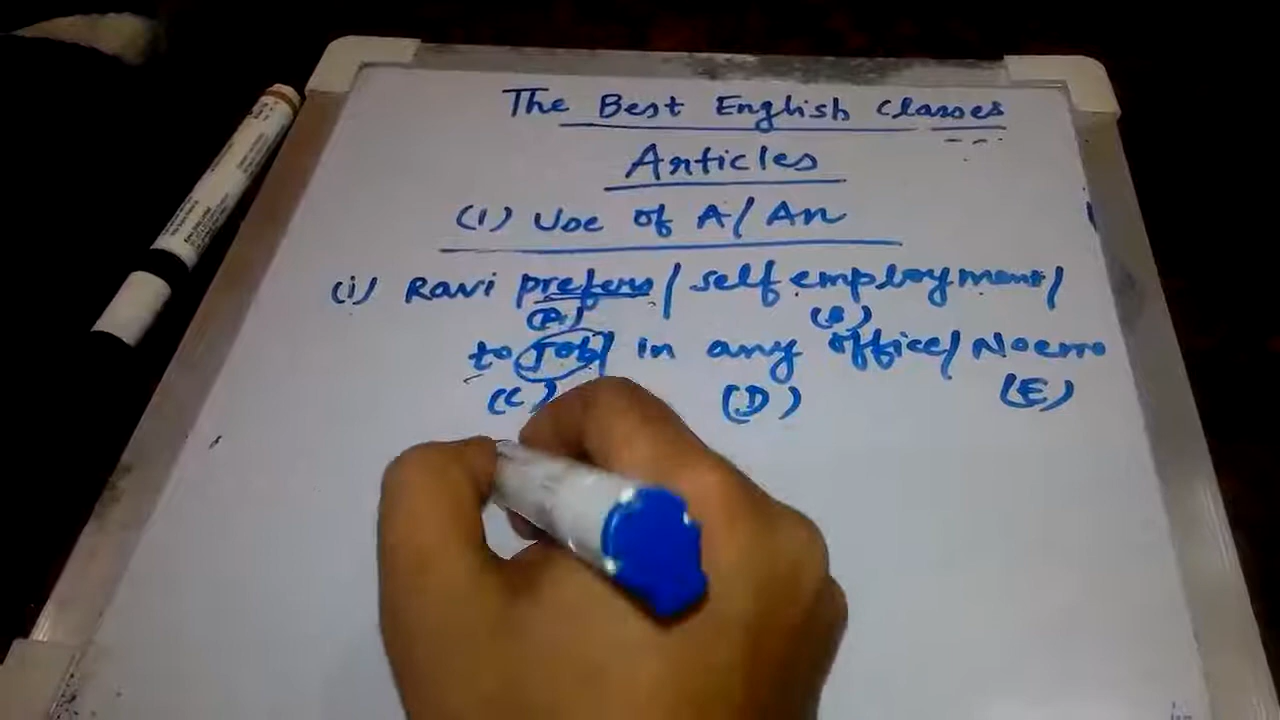 The Best English Classes
Articles
(1) Use of A/An
(i) Ravi prefers/ self employment/
(A) (B)
to Job/ in any office/ No error
(C) (D) (E)